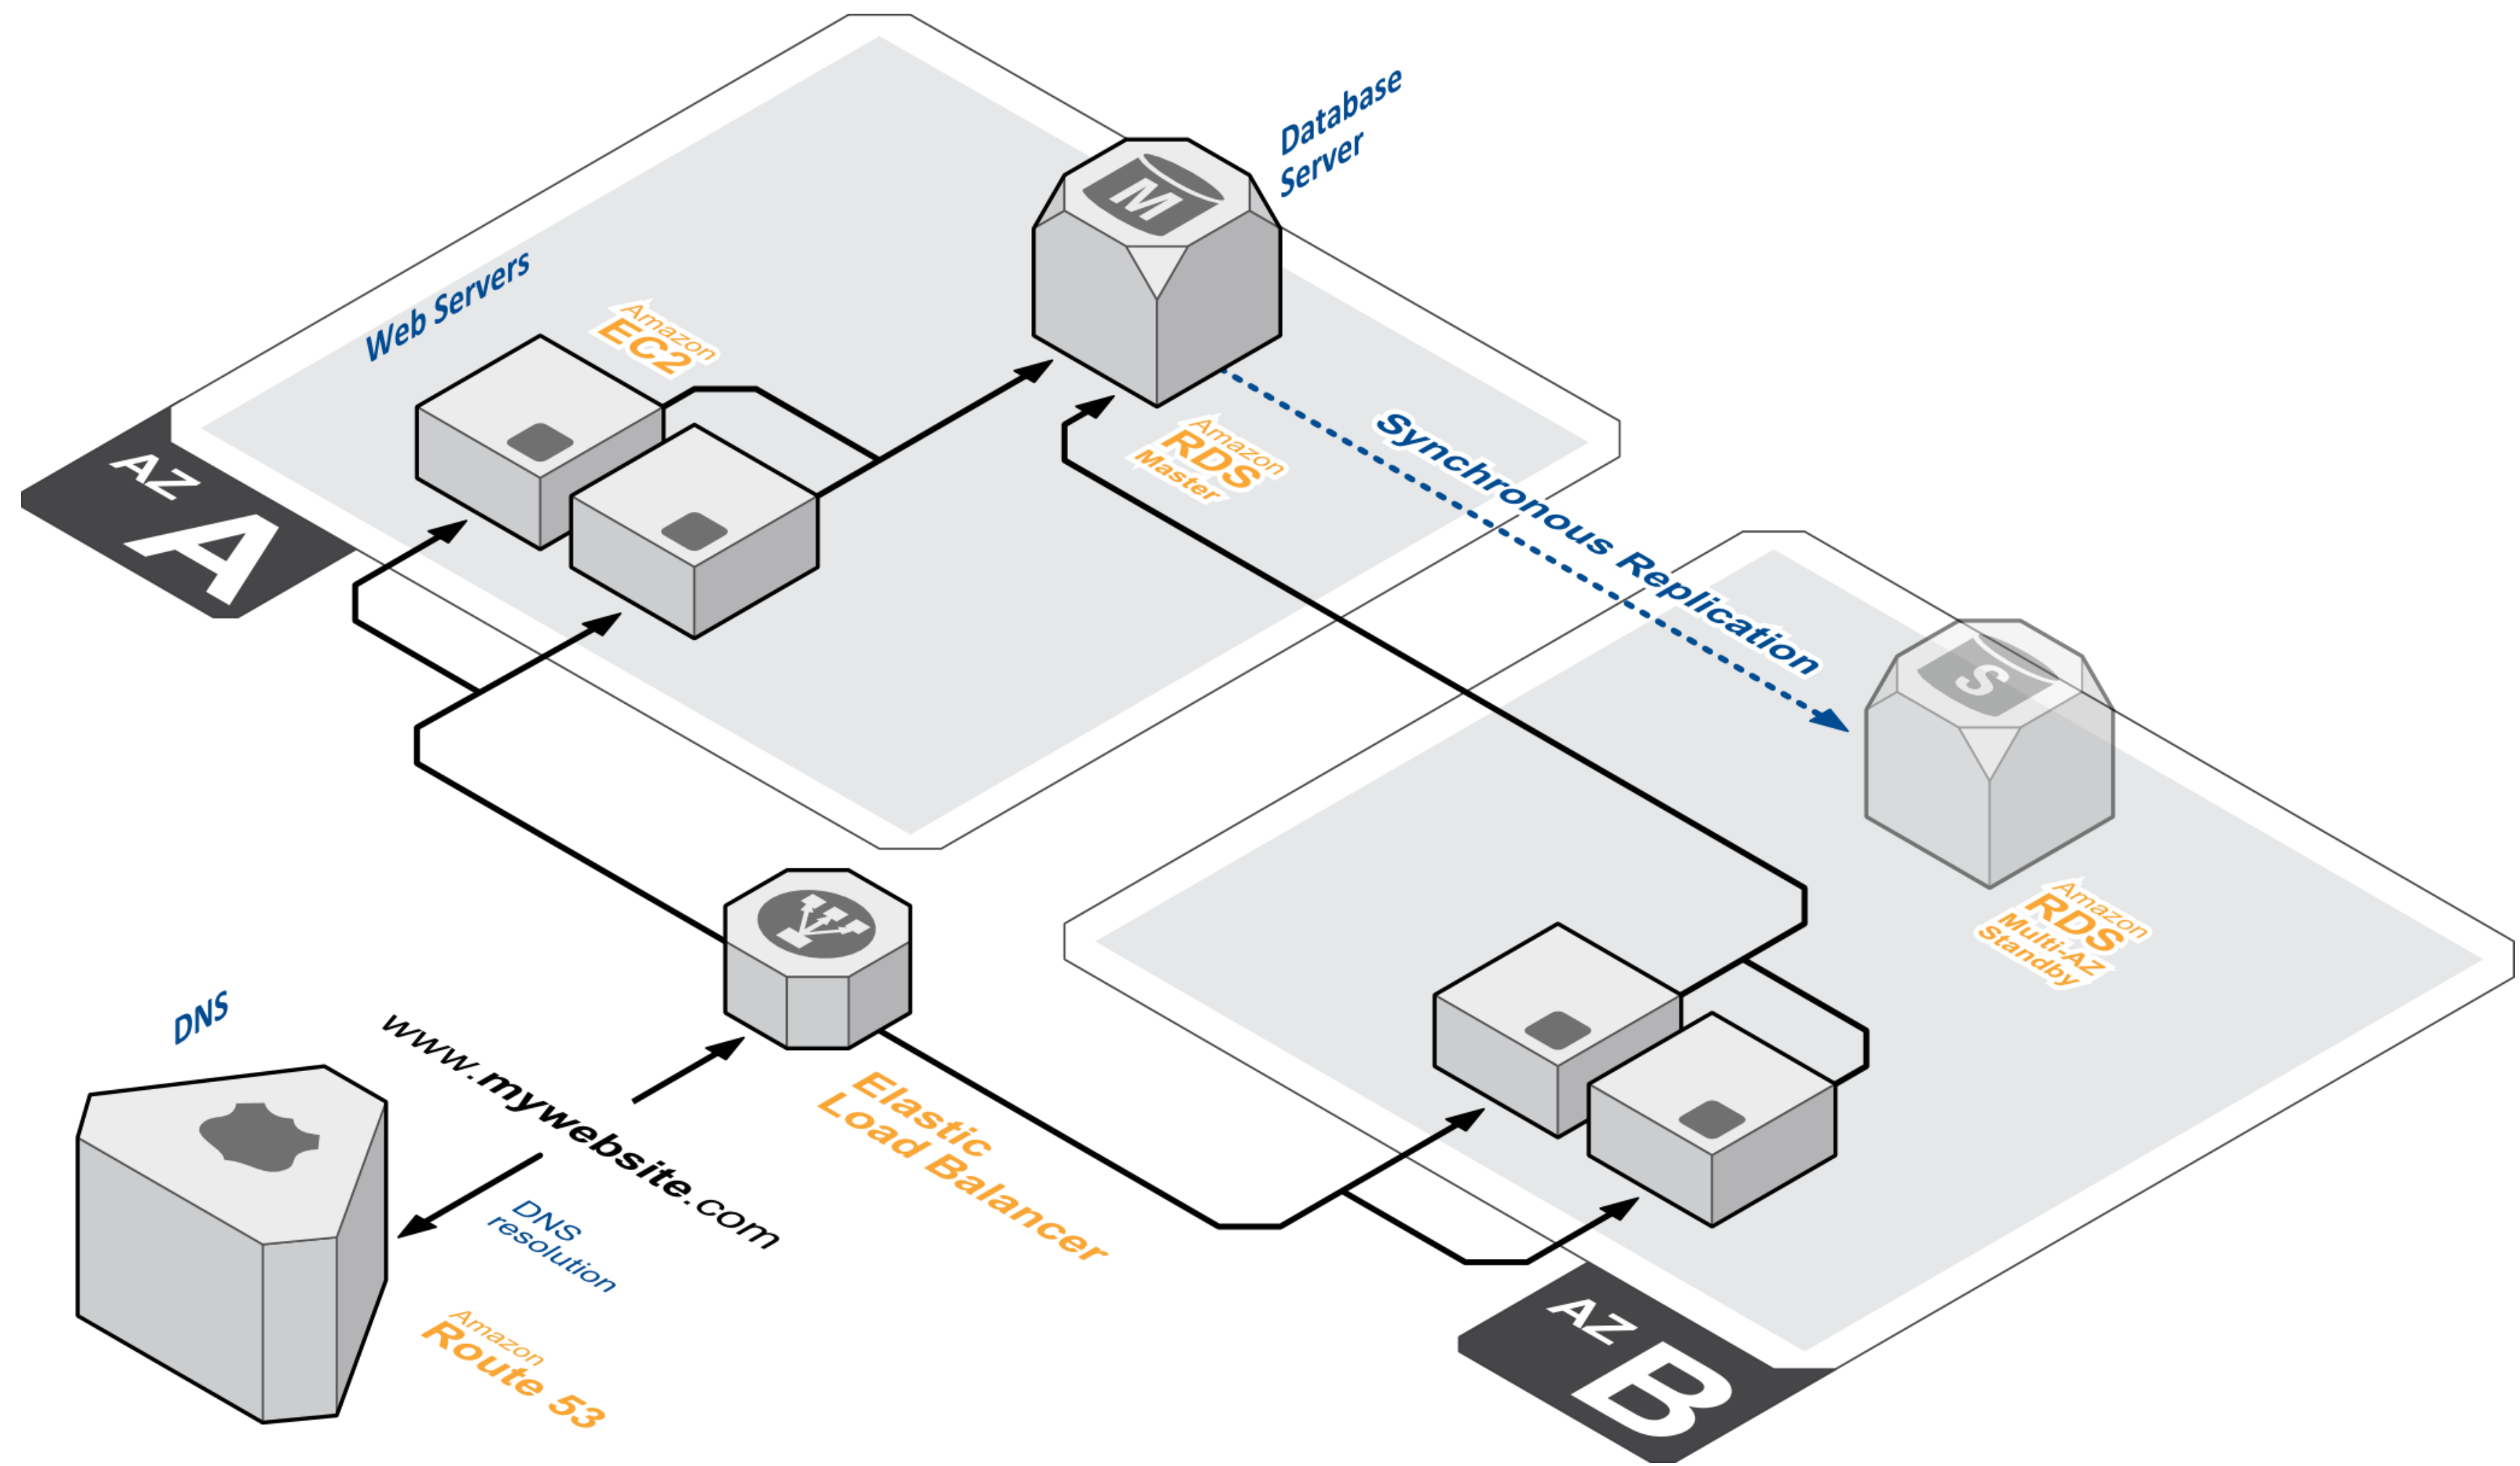 Database
Server
Web Servers
Amazon
EC2
M
Amazon
RDS
Master
Synchronous Replication
AZ
A
S
Amazon
RDS
Multi-AZ
Standby
DNS
www.mywebsite.com
Elastic
Load Balancer
DNS
resolution
Amazon
Route 53
AZ
B